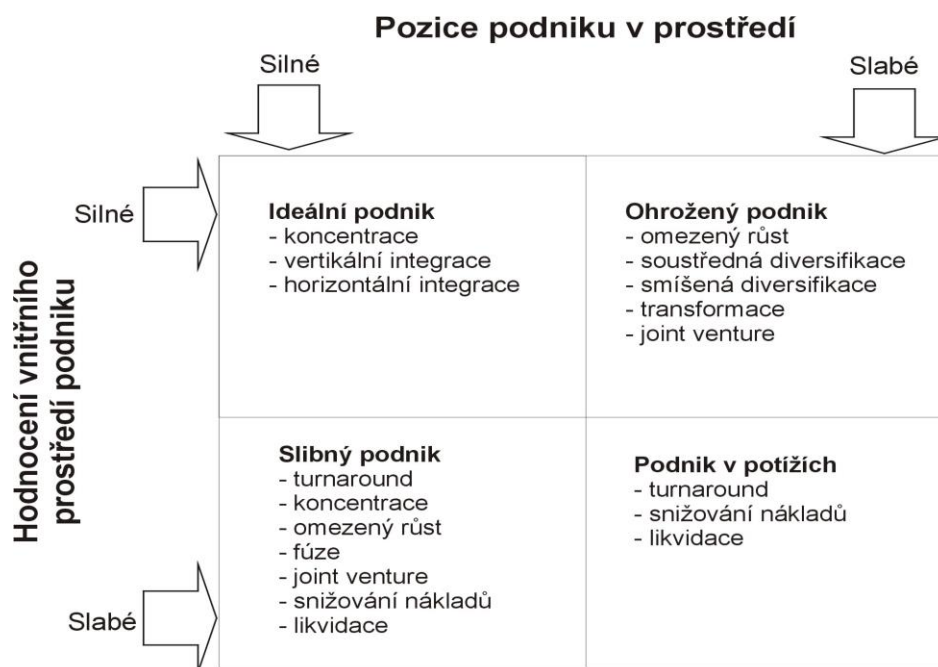 Pozice podniku v prostředí
Silné
Slabé
Silné
Hodnocení vnitřního
prostředí podniku
Slabé
Ideální podnik
- koncentrace
- vertikální integrace
- horizontální integrace
Ohrožený podnik
- omezený růst
- soustředná diversifikace
- smíšená diversifikace
- transformace
- joint venture
Slibný podnik
- turnaround
- koncentrace
- omezený růst
- fúze
- joint venture
- snižování nákladů
- likvidace
Podnik v potížích
- turnaround
- snižování nákladů
- likvidace